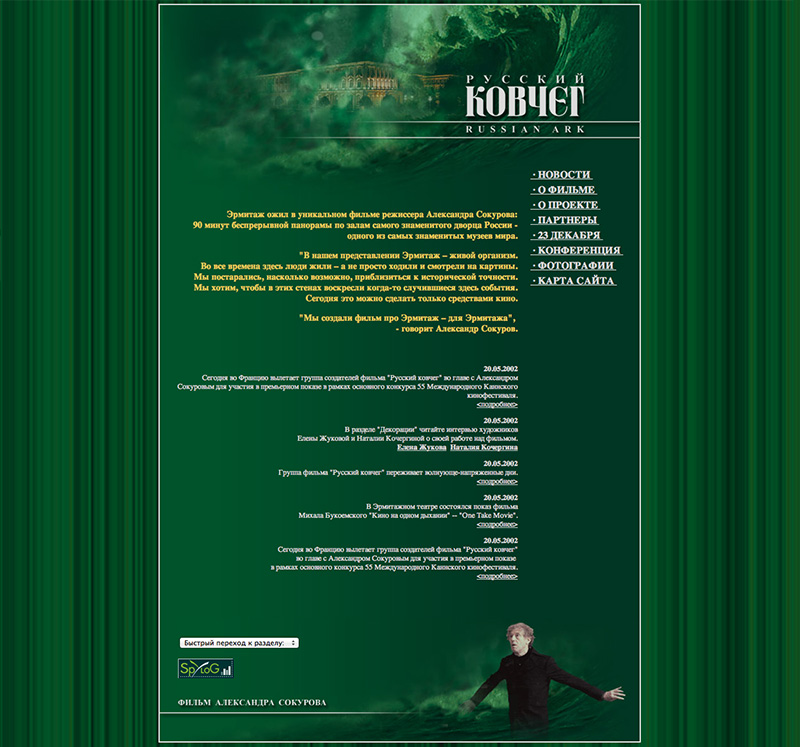 РУССКИЙ
КОВЧЕГ
RUSSIAN ARK
· НОВОСТИ
· О ФИЛЬМЕ
· О ПРОЕКТЕ
· ПАРТНЕРЫ
· 23 ДЕКАБРЯ
· КОНФЕРЕНЦИЯ
· ФОТОГРАФИИ
· КАРТА САЙТА
Эрмитаж ожил в уникальном фильме режиссера Александра Сокурова:
90 минут беспрерывной панорамы по залам самого знаменитого дворца России -
одного из самых знаменитых музеев мира.
"В нашем представлении Эрмитаж – живой организм.
Во все времена здесь люди жили – а не просто ходили и смотрели на картины.
Мы постарались, насколько возможно, приблизиться к исторической точности.
Мы хотим, чтобы в этих стенах воскресли когда-то случившиеся здесь события.
Сегодня это можно сделать только средствами кино.
"Мы создали фильм про Эрмитаж – для Эрмитажа",
- говорит Александр Сокуров.
20.05.2002
Сегодня во Францию вылетает группа создателей фильма "Русский ковчег" во главе с Александром
Сокуровым для участия в премьерном показе в рамках основного конкурса 55 Международного Каннского
кинофестиваля.
<подробнее>
20.05.2002
В разделе "Декорации" читайте интервью художников
Елены Жуковой и Наталии Кочергиной о своей работе над фильмом.
Елена Жукова Наталия Кочергина
20.05.2002
Группа фильма "Русский ковчег" переживает волнующе-напряженные дни.
<подробнее>
20.05.2002
В Эрмитажном театре состоялся показ фильма
Михала Букоемского "Кино на одном дыхании" -- "One Take Movie".
<подробнее>
20.05.2002
Сегодня во Францию вылетает группа создателей фильма "Русский ковчег"
во главе с Александром Сокуровым для участия в премьерном показе
в рамках основного конкурса 55 Международного Каннского кинофестиваля.
<подробнее>
Быстрый переход к разделу:
SpyLOG
ФИЛЬМ АЛЕКСАНДРА СОКУРОВА